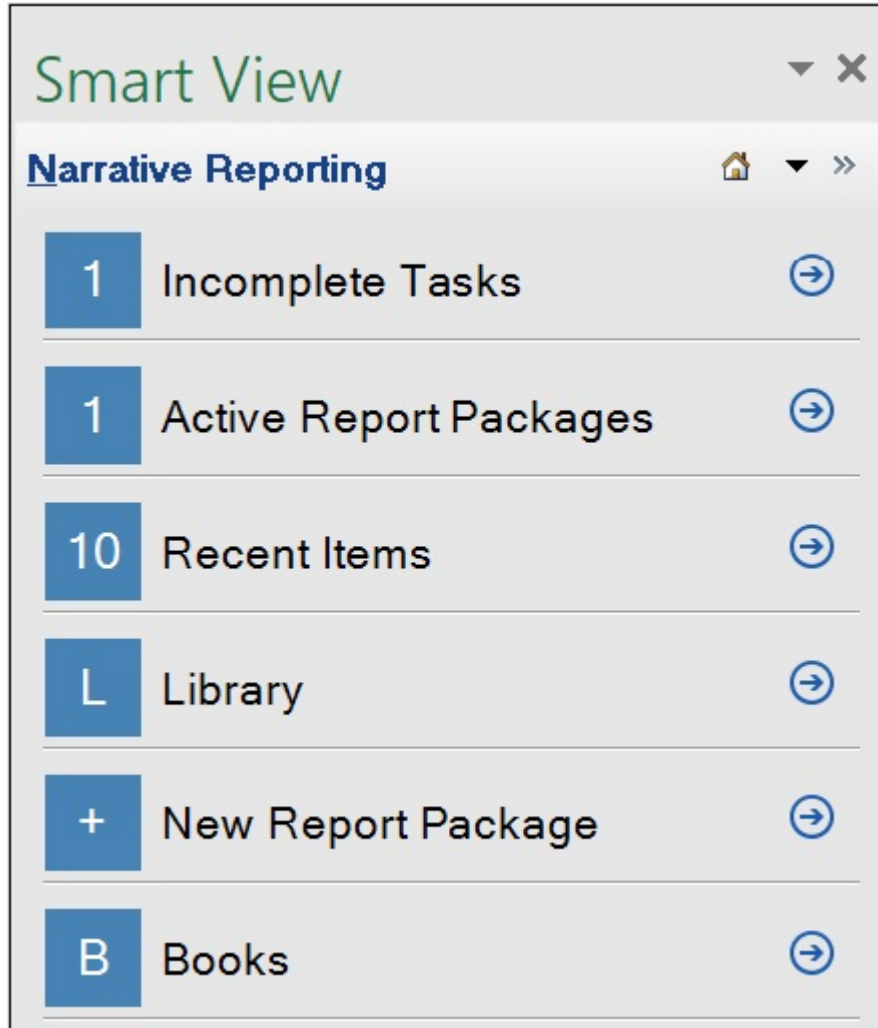 Smart View
Narrative Reporting
1 Incomplete Tasks
1 Active Report Packages
10 Recent Items
L Library
+ New Report Package
B Books